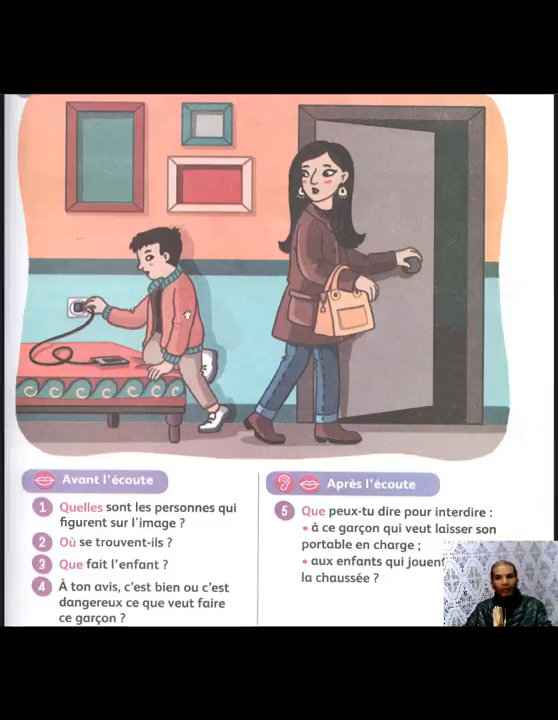 Avant l'écoute
1 Quelles sont les personnes qui
figurent sur l'image ?
2 Où se trouvent-ils ?
3 Que fait l'enfant ?
4 À ton avis, c'est bien ou c'est
dangereux ce que veut faire
ce garçon ?
Après l'écoute
5 Que peux-tu dire pour interdire :
• à ce garçon qui veut laisser son
portable en charge ;
• aux enfants qui jouent
la chaussée ?